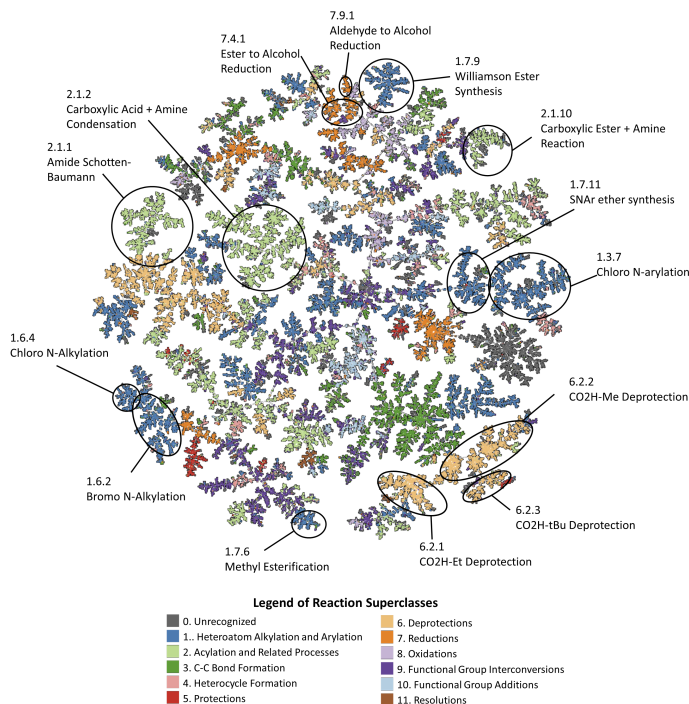 7.9.1
Aldehyde to Alcohol
Reduction
7.4.1
Ester to Alcohol
Reduction
1.7.9
Williamson Ester
Synthesis
2.1.2
Carboxylic Acid + Amine
Condensation
2.1.10
Carboxylic Ester + Amine
Reaction
2.1.1
Amide Schotten-
Baumann
1.7.11
SNAr ether synthesis
1.3.7
Chloro N-arylation
1.6.4
Chloro N-Alkylation
6.2.2
CO2H-Me Deprotection
1.6.2
Bromo N-Alkylation
6.2.3
CO2H-tBu Deprotection
1.7.6
Methyl Esterification
6.2.1
CO2H-Et Deprotection
Legend of Reaction Superclasses
0. Unrecognized
1.. Heteroatom Alkylation and Arylation
2. Acylation and Related Processes
3. C-C Bond Formation
4. Heterocycle Formation
5. Protections
6. Deprotections
7. Reductions
8. Oxidations
9. Functional Group Interconversions
10. Functional Group Additions
11. Resolutions